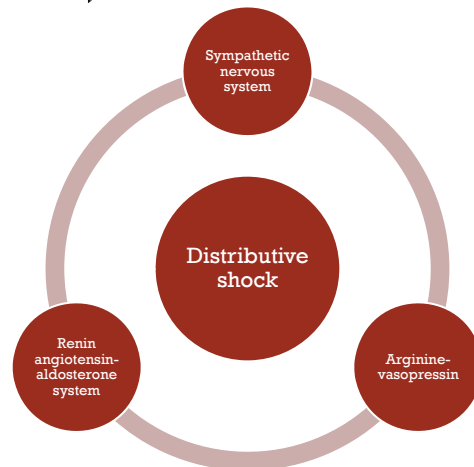 Sympathetic
nervous
system
Distributive
shock
Renin
angiotensin-
aldosterone
system
Arginine-
vasopressin